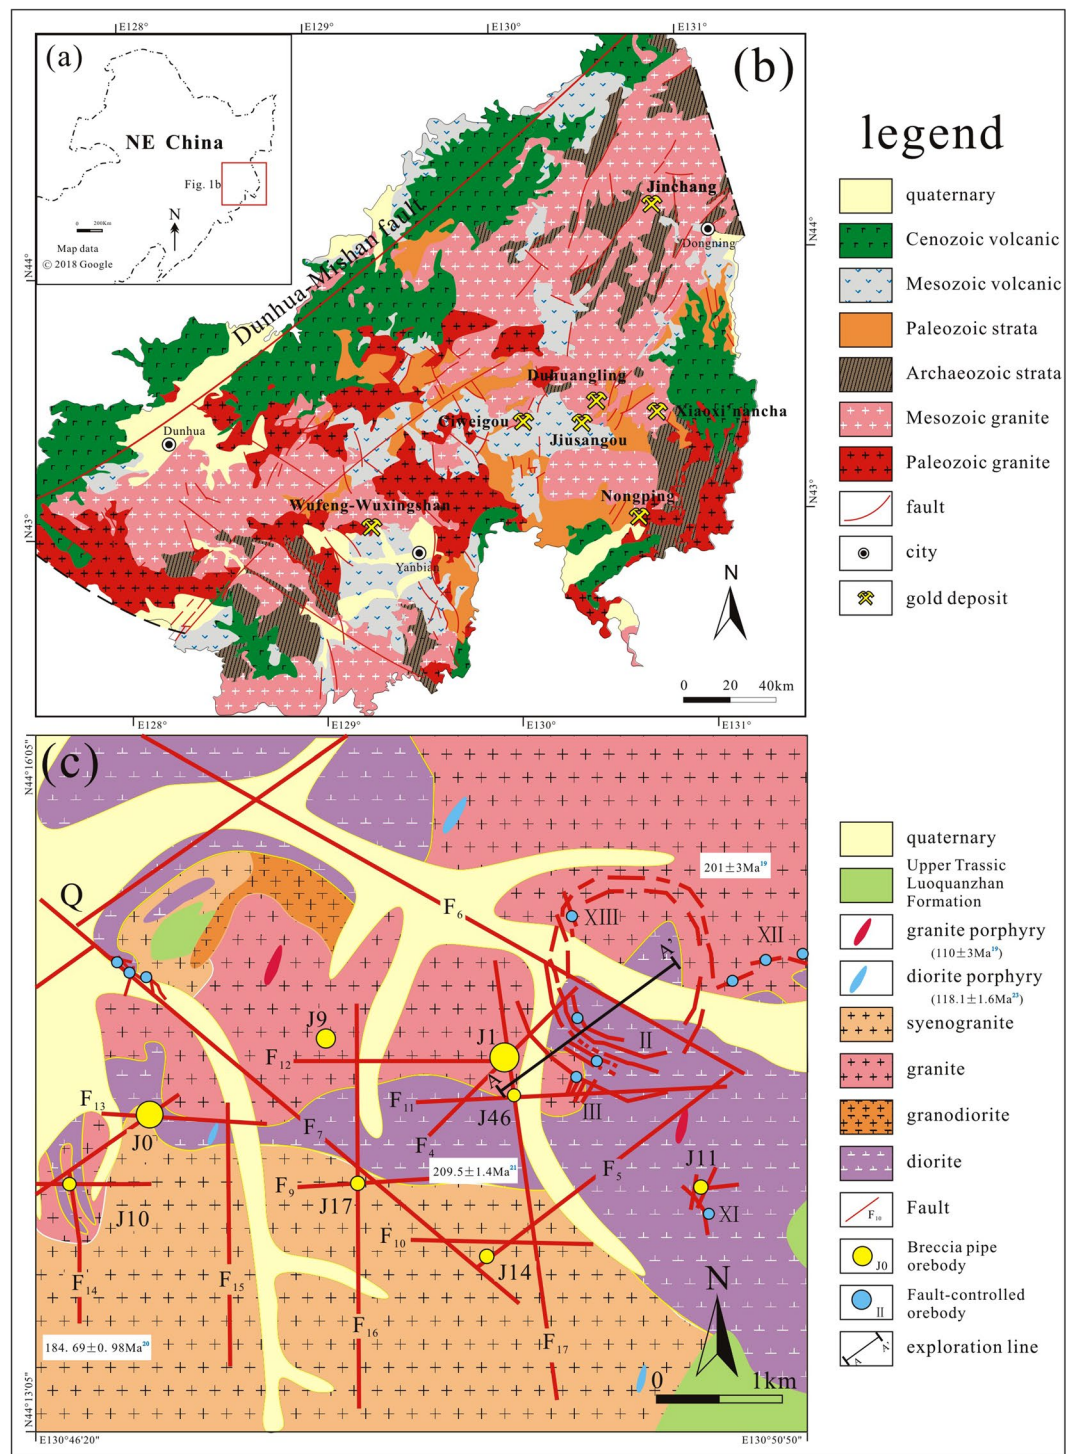 E128°
E129°
E130°
E131°
(a)
NE China
Fig. 1b
0 200Km
N
Map data
© 2018 Google
(b)
N44°
N44°
N43°
N43°
Dunhua-Mishan fault
Jinchang
Dongning
Duhuangling
Ciweigou
Xiaoxi'nancha
Jiusangou
Dunhua
Nongping
Wufeng-Wuxingshan
Yanbian
N
0 20 40km
E128°
E129°
E130°
E131°
legend
quaternary
Cenozoic volcanic
Mesozoic volcanic
Paleozoic strata
Archaeozoic strata
Mesozoic granite
Paleozoic granite
fault
city
gold deposit
(c)
N44°16'05"
201±3Ma19
Q
F6
XIII
XII
A'
J9
J1
II
F12
A
F13
F11
J46
III
J0
F7
F4
209.5±1.4Ma21
F5
J11
F9
J17
XI
J10
F10
J14
N
F14
F15
F16
F17
184.69±0.98Ma20
0 1km
N44°13'05"
E130°46'20"
E130°50'50"
quaternary
Upper Trassic
Luoquanzhan
Formation
granite porphyry
(110±3Ma19)
diorite porphyry
(118.1±1.6Ma23)
syenogranite
granite
granodiorite
diorite
F10
Fault
Breccia pipe
orebody
J0
Fault-controlled
orebody
II
A A'
exploration line